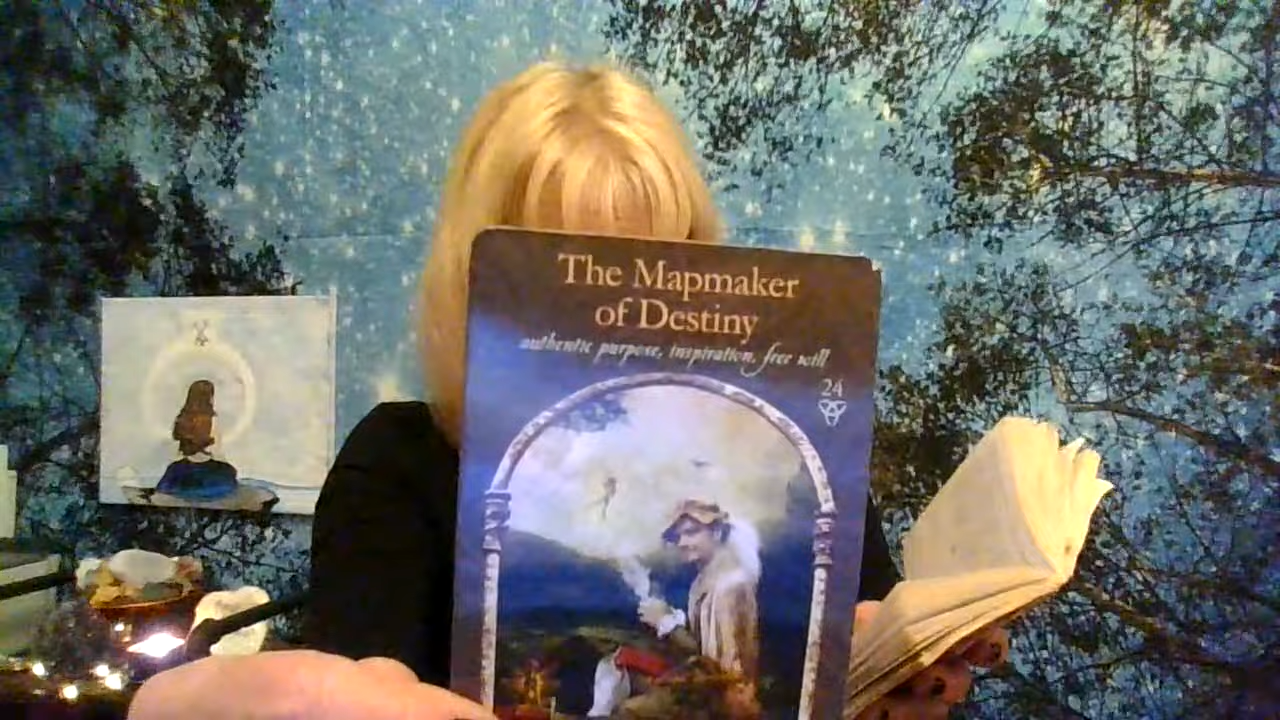 The Mapmaker
of Destiny
authentic purpose, inspiration, free will
24